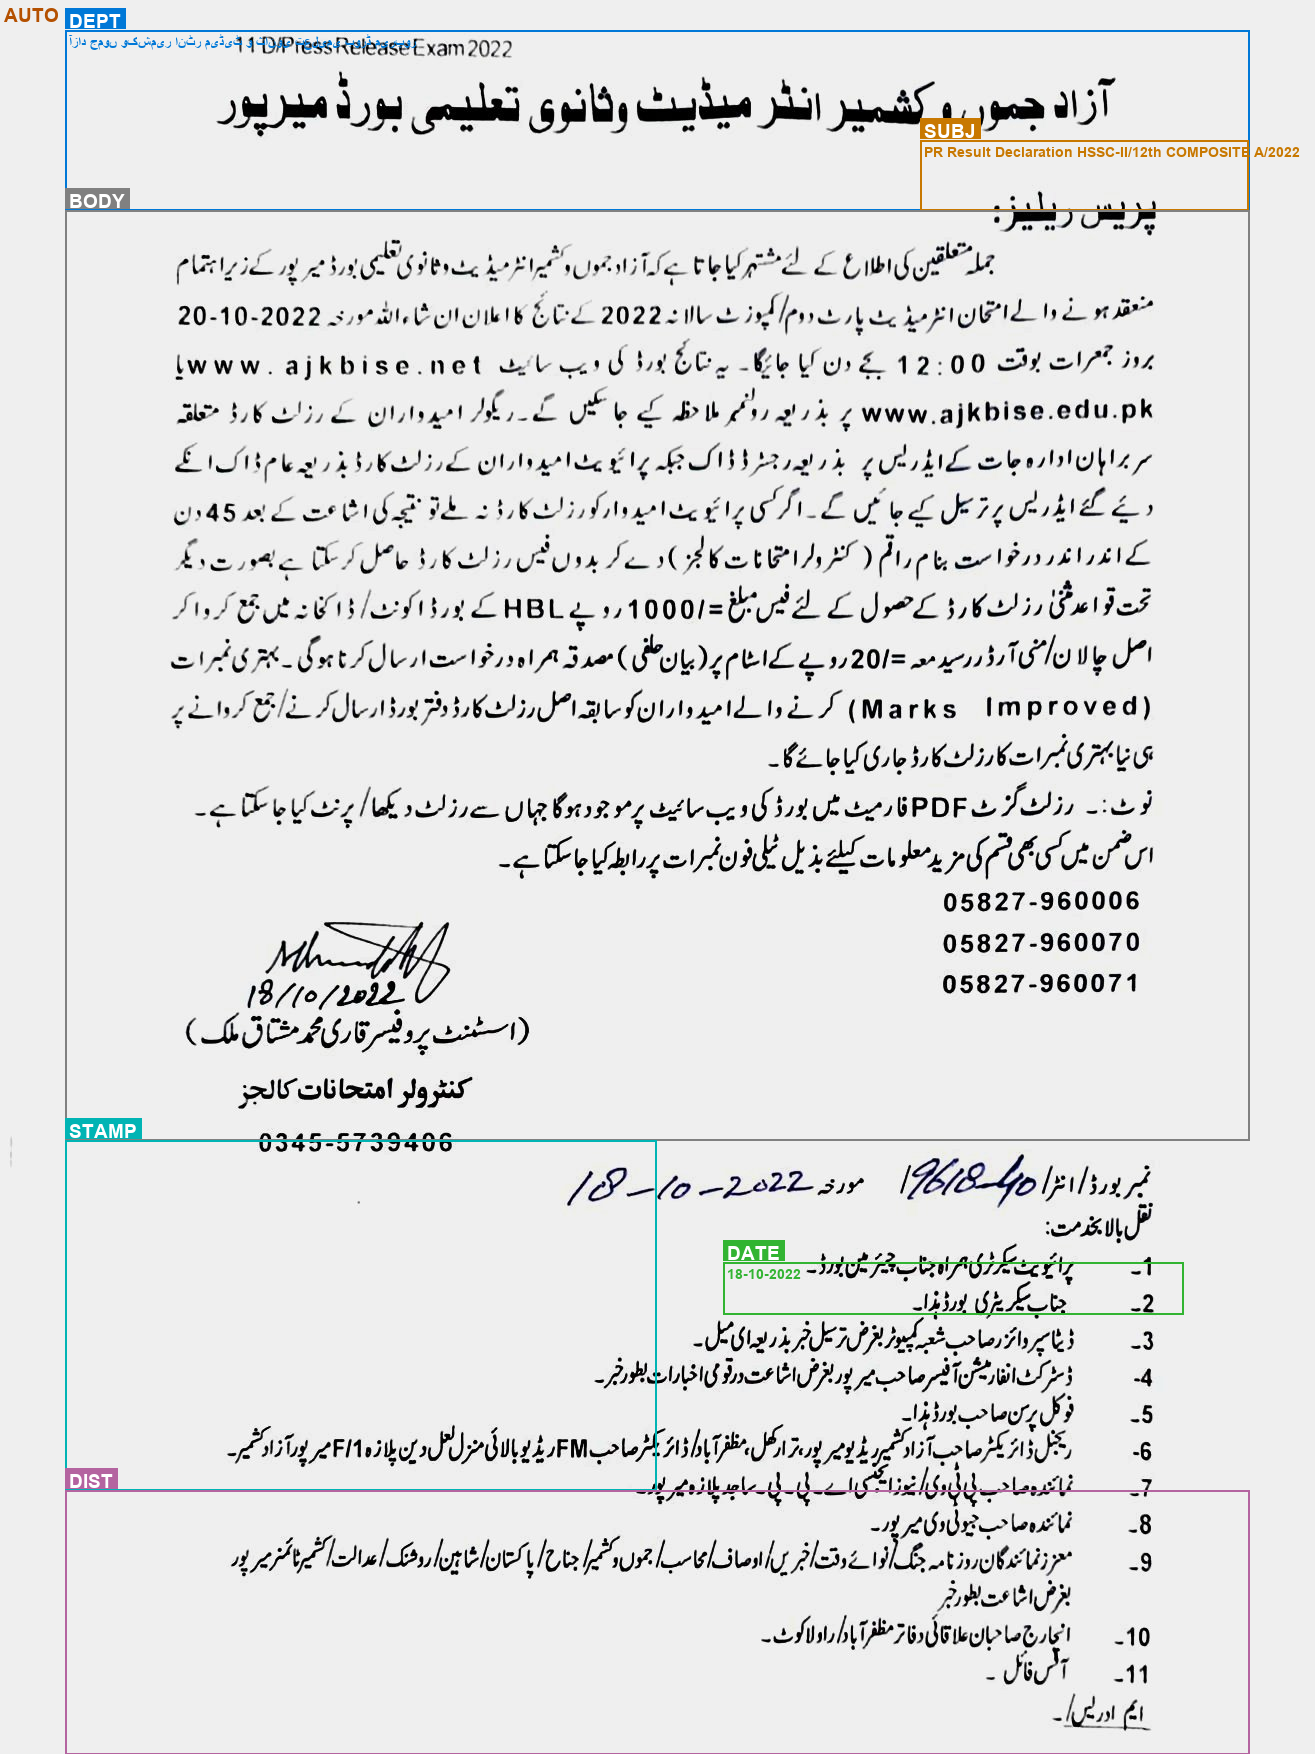 AUTO
DEPT
11 D/Press Release Exam 2022
آزاد جموں و کشمیر انٹر میڈیٹ و ثانوی تعلیمی بورڈ میرپور
SUBJ
PR Result Declaration HSSC-II/12th COMPOSITE A/2022
BODY
پریس ریلیز:
جملہ متعلقین کی اطلاع کے لئے مشتہر کیا جاتا ہے کہ آزاد جموں و کشمیر انٹر میڈیٹ و ثانوی تعلیمی بورڈ میرپور کے زیر اہتمام
منعقد ہونے والے امتحان انٹرمیڈیٹ پارٹ دوم/کمپوزٹ سالانہ 2022 کے نتائج کا اعلان ان شاء اللہ مورخہ 20-10-2022
بروز جمعرات بوقت 12:00 بجے دن کیا جائیگا۔ یہ نتائج بورڈ کی ویب سائیٹ www.ajkbise.net یا
www.ajkbise.edu.pk پر بذریعہ رولنمبر ملاحظہ کیے جا سکیں گے۔ ریگولر امیدواران کے رزلٹ کارڈ متعلقہ
سربراہان ادارہ جات کے ایڈریس پر بذریعہ رجسٹرڈ ڈاک جبکہ پرائیویٹ امیدواران کے رزلٹ کارڈ بذریعہ عام ڈاک انکے
دیئے گئے ایڈریس پر ترسیل کیے جائیں گے۔ اگر کسی پرائیویٹ امیدوار کو رزلٹ کارڈ نہ ملے تو نتیجہ کی اشاعت کے بعد 45 دن
کے اندر اندر درخواست بنام راقم (کنٹرولر امتحانات کالجز) دے کر بدوں فیس رزلٹ کارڈ حاصل کر سکتا ہے بصورت دیگر
تحت قواعد مثنیٰ رزلٹ کارڈ کے حصول کے لئے فیس مبلغ =/1000 روپے HBL کے بورڈ اکونٹ/ڈاکخانہ میں جمع کروا کر
اصل چالان/منی آرڈر رسید معہ =/20 روپے کے اسٹام پر (بیان حلفی) مصدقہ ہمراہ درخواست ارسال کرنا ہوگی۔ بہتری نمبرات
(Marks Improved) کرنے والے امیدواران کو سابقہ اصل رزلٹ کارڈ دفتر بورڈ ارسال کرنے/جمع کروانے پر
ہی نیا بہتری نمبرات کا رزلٹ کارڈ جاری کیا جائے گا۔
نوٹ:۔ رزلٹ گزٹ PDF فارمیٹ میں بورڈ کی ویب سائیٹ پر موجود ہوگا جہاں سے رزلٹ دیکھا/پرنٹ کیا جا سکتا ہے۔
اس ضمن میں کسی بھی قسم کی مزید معلومات کیلئے بذیل ٹیلی فون نمبرات پر رابطہ کیا جا سکتا ہے۔
05827-960006
05827-960070
05827-960071
18/10/2022
(اسسٹنٹ پروفیسر قاری محمد مشتاق ملک)
کنٹرولر امتحانات کالجز
0345-5739406
STAMP
نمبر بورڈ/انٹر/ 9618-40/ مورخہ 18-10-2022
نقل بالا بخدمت:
DATE
18-10-2022
1۔ پرائیویٹ سیکرٹری ہمراہ جناب چیئرمین بورڈ۔
2۔ جناب سیکریٹری بورڈ ہذا۔
3۔ ڈیٹا سپروائزر صاحب شعبہ کمپیوٹر بغرض ترسیل خبر بذریعہ ای میل۔
4۔ ڈسٹرکٹ انفارمیشن آفیسر صاحب میرپور بغرض اشاعت در قومی اخبارات بطور خبر۔
5۔ فوکل پرسن صاحب بورڈ ہذا۔
6۔ ریجنل ڈائریکٹر صاحب آزاد کشمیر ریڈیو میرپور، تراڑکھل، مظفرآباد/ڈائریکٹر صاحب FM ریڈیو بالائی منزل لعل دین پلازہ F/1 میرپور آزاد کشمیر۔
DIST
7۔ نمائندہ صاحب پی ٹی وی/نیوز ایجنسی اے۔ پی۔ پی۔ ساجد پلازہ میرپور۔
8۔ نمائندہ صاحب جیو ٹی وی میرپور۔
9۔ معزز نمائندگان روزنامہ جنگ/نوائے وقت/خبریں/اوصاف/محاسب/جموں و کشمیر/جناح/پاکستان/شاہین/روشنک/عدالت/کشمیر ٹائمنر میرپور
بغرض اشاعت بطور خبر
10۔ انچارج صاحبان علاقائی دفاتر مظفرآباد/راولاکوٹ۔
11۔ آفس فائل ۔
ایم ادریس/۔